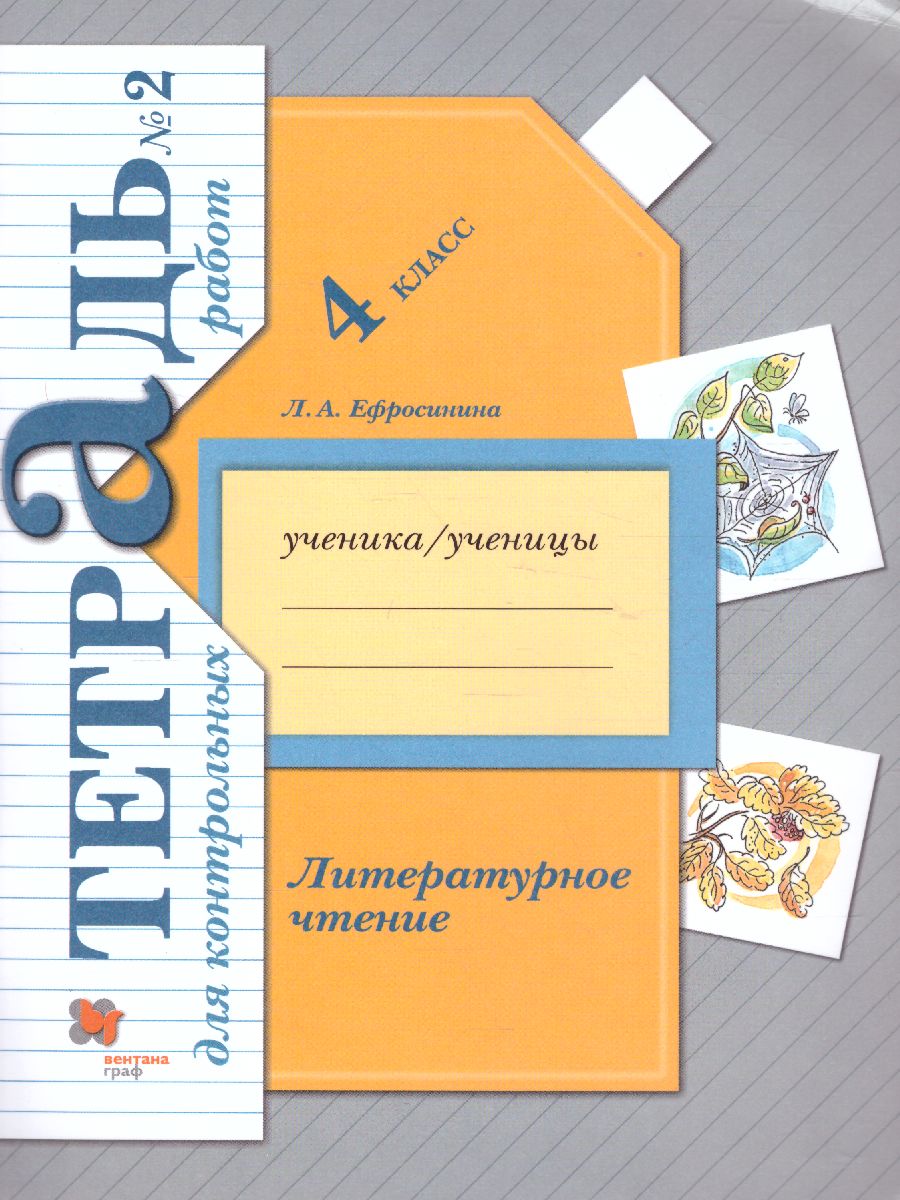 ТЕТРаДЬ № 2
для контрольных работ
4 КЛАСС
Л. А. Ефросинина
ученика/ученицы
Литературное
чтение
вентана
граф